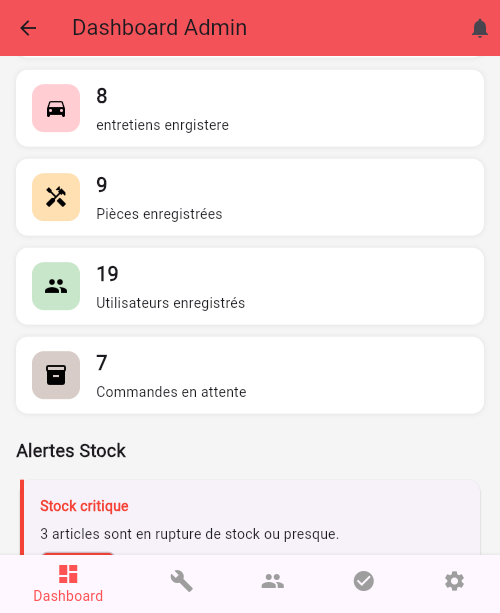 Dashboard Admin
8
entretiens enrgistere
9
Pièces enregistrées
19
Utilisateurs enregistrés
7
Commandes en attente
Alertes Stock
Stock critique
3 articles sont en rupture de stock ou presque.
Dashboard